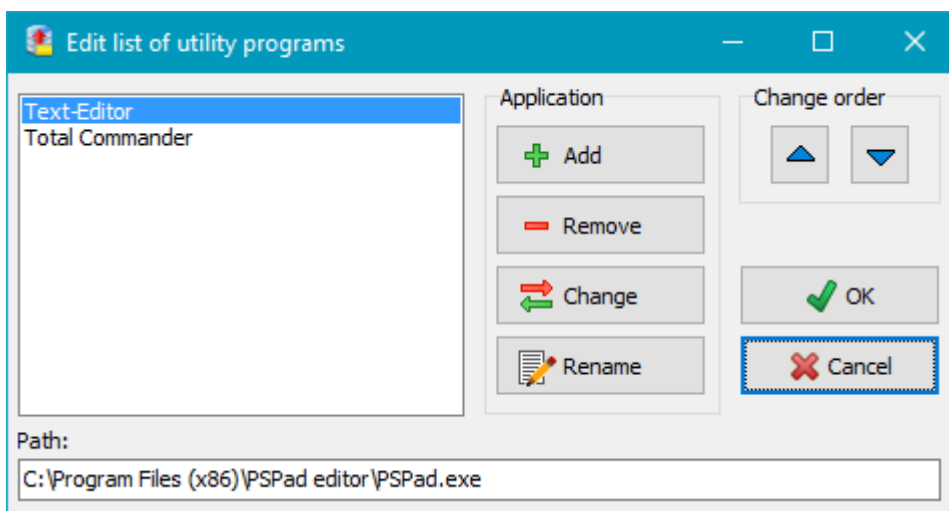 Edit list of utility programs
Text-Editor
Total Commander
Application
Add
Remove
Change
Rename
Change order
OK
Cancel
Path:
C:\Program Files (x86)\PSPad editor\PSPad.exe